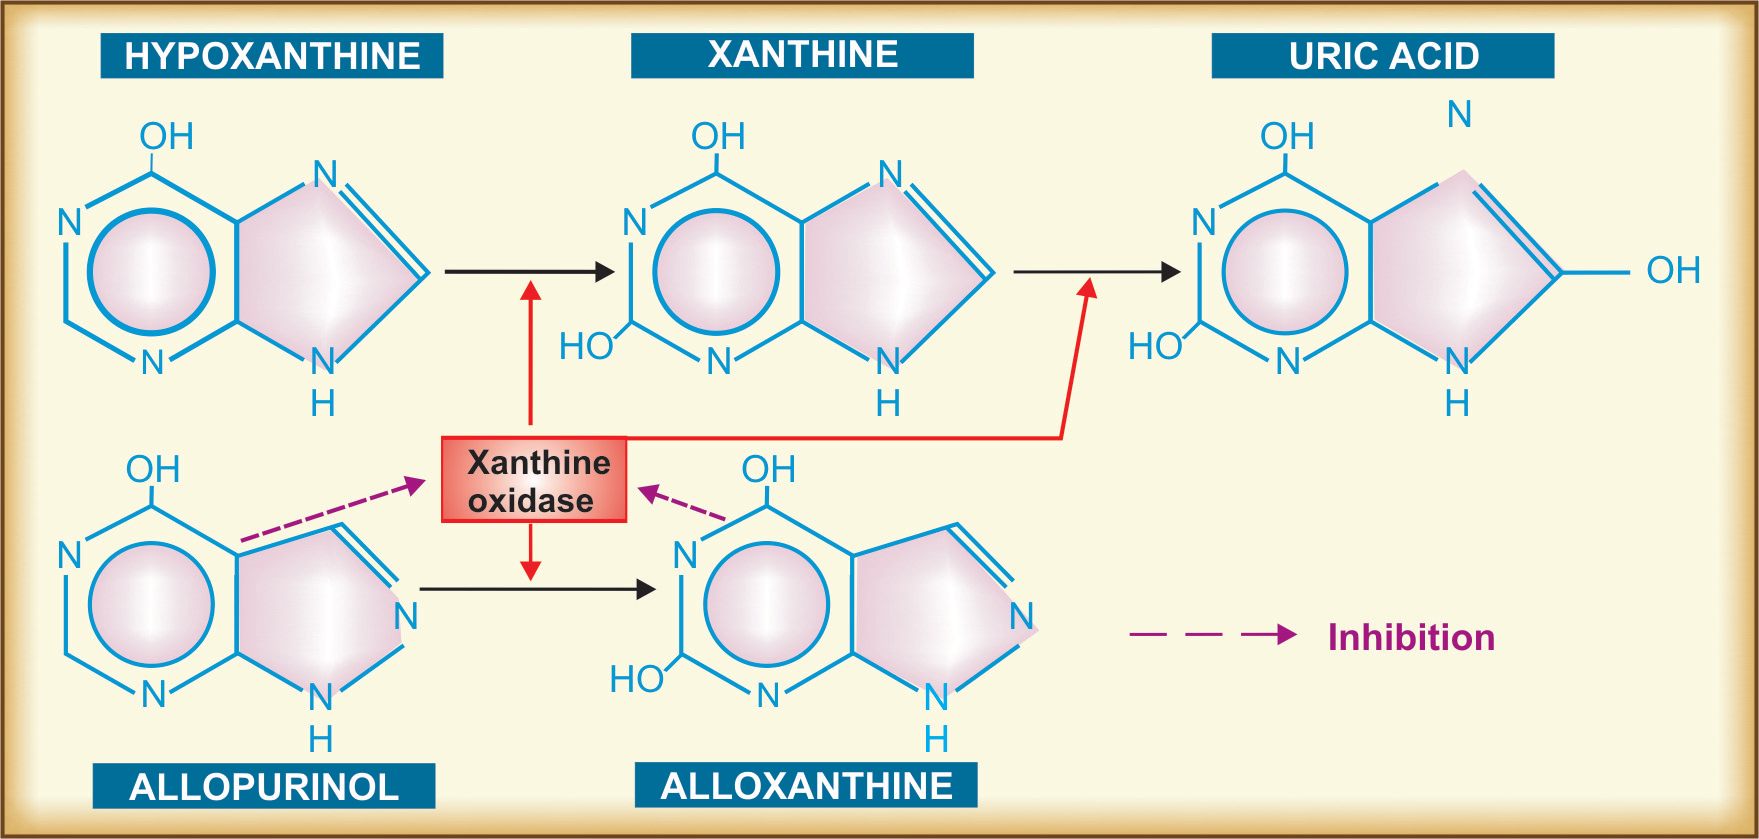 HYPOXANTHINE
XANTHINE
URIC ACID
OH
N
N
N
N
H
OH
N
N
HO
N
N
H
N
OH
N
OH
HO
N
N
H
Xanthine
oxidase
OH
N
N
N
N
H
OH
N
N
HO
N
N
H
Inhibition
ALLOPURINOL
ALLOXANTHINE